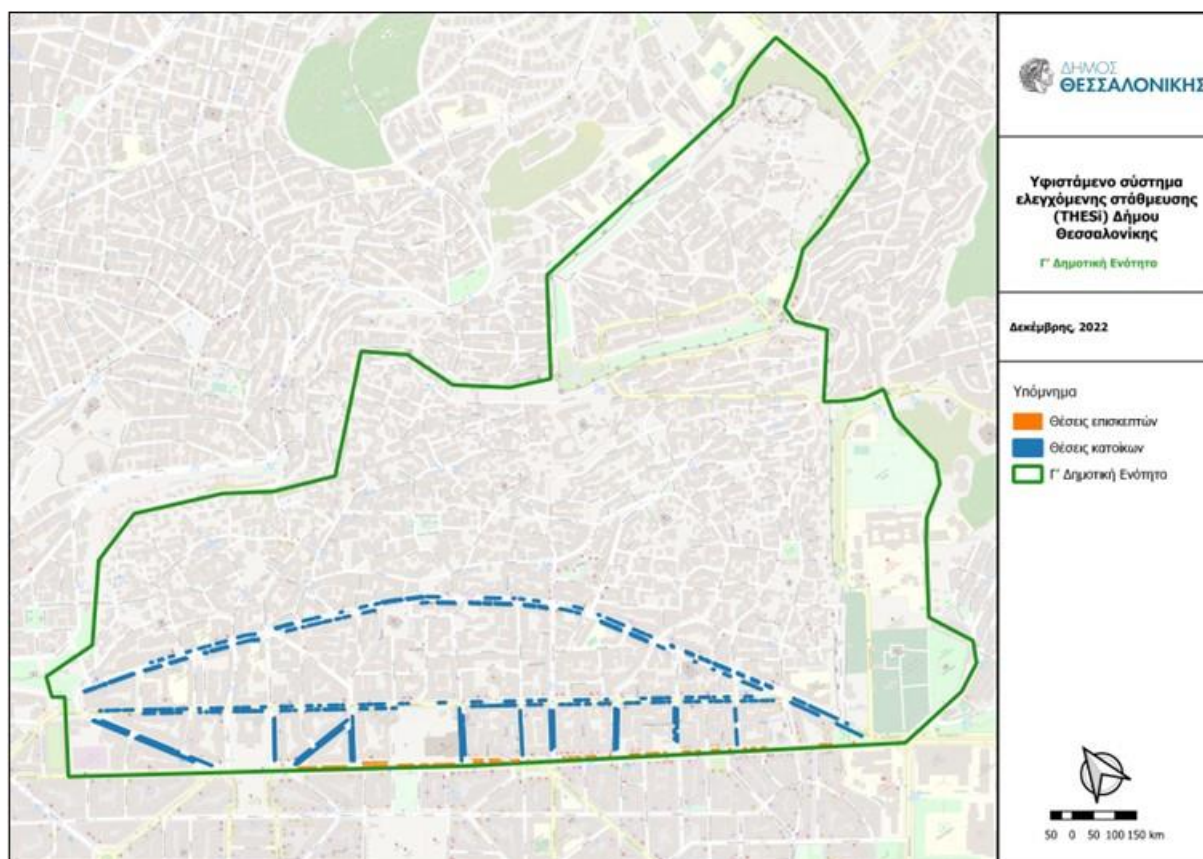 ΔΗΜΟΣ
ΘΕΣΣΑΛΟΝΙΚΗΣ
Υφιστάμενο σύστημα
ελεγχόμενης στάθμευσης
(THESi) Δήμου
Θεσσαλονίκης
Γ' Δημοτική Ενότητα
Δεκέμβρης, 2022
Υπόμνημα
Θέσεις επισκεπτών
Θέσεις κατοίκων
Γ' Δημοτική Ενότητα
50 0 50 100 150 km